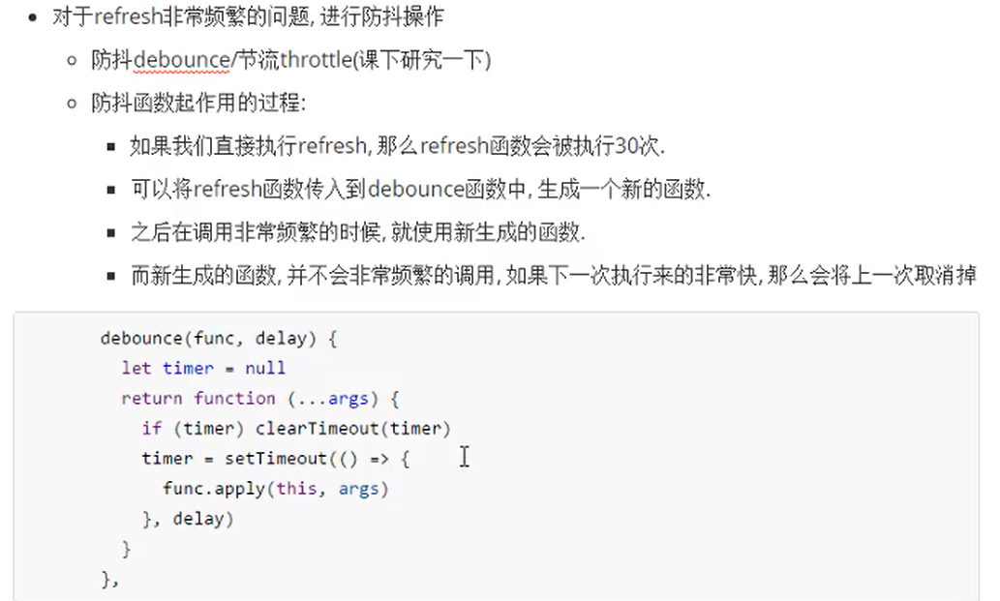 对于refresh非常频繁的问题, 进行防抖操作
防抖debounce/节流throttle(课下研究一下)
防抖函数起作用的过程:
如果我们直接执行refresh, 那么refresh函数会被执行30次.
可以将refresh函数传入到debounce函数中, 生成一个新的函数.
之后在调用非常频繁的时候, 就使用新生成的函数.
而新生成的函数, 并不会非常频繁的调用, 如果下一次执行来的非常快, 那么会将上一次取消掉
debounce(func, delay) {
let timer = null
return function (...args) {
if (timer) clearTimeout(timer)
timer = setTimeout(() => {
func.apply(this, args)
}, delay)
}
},